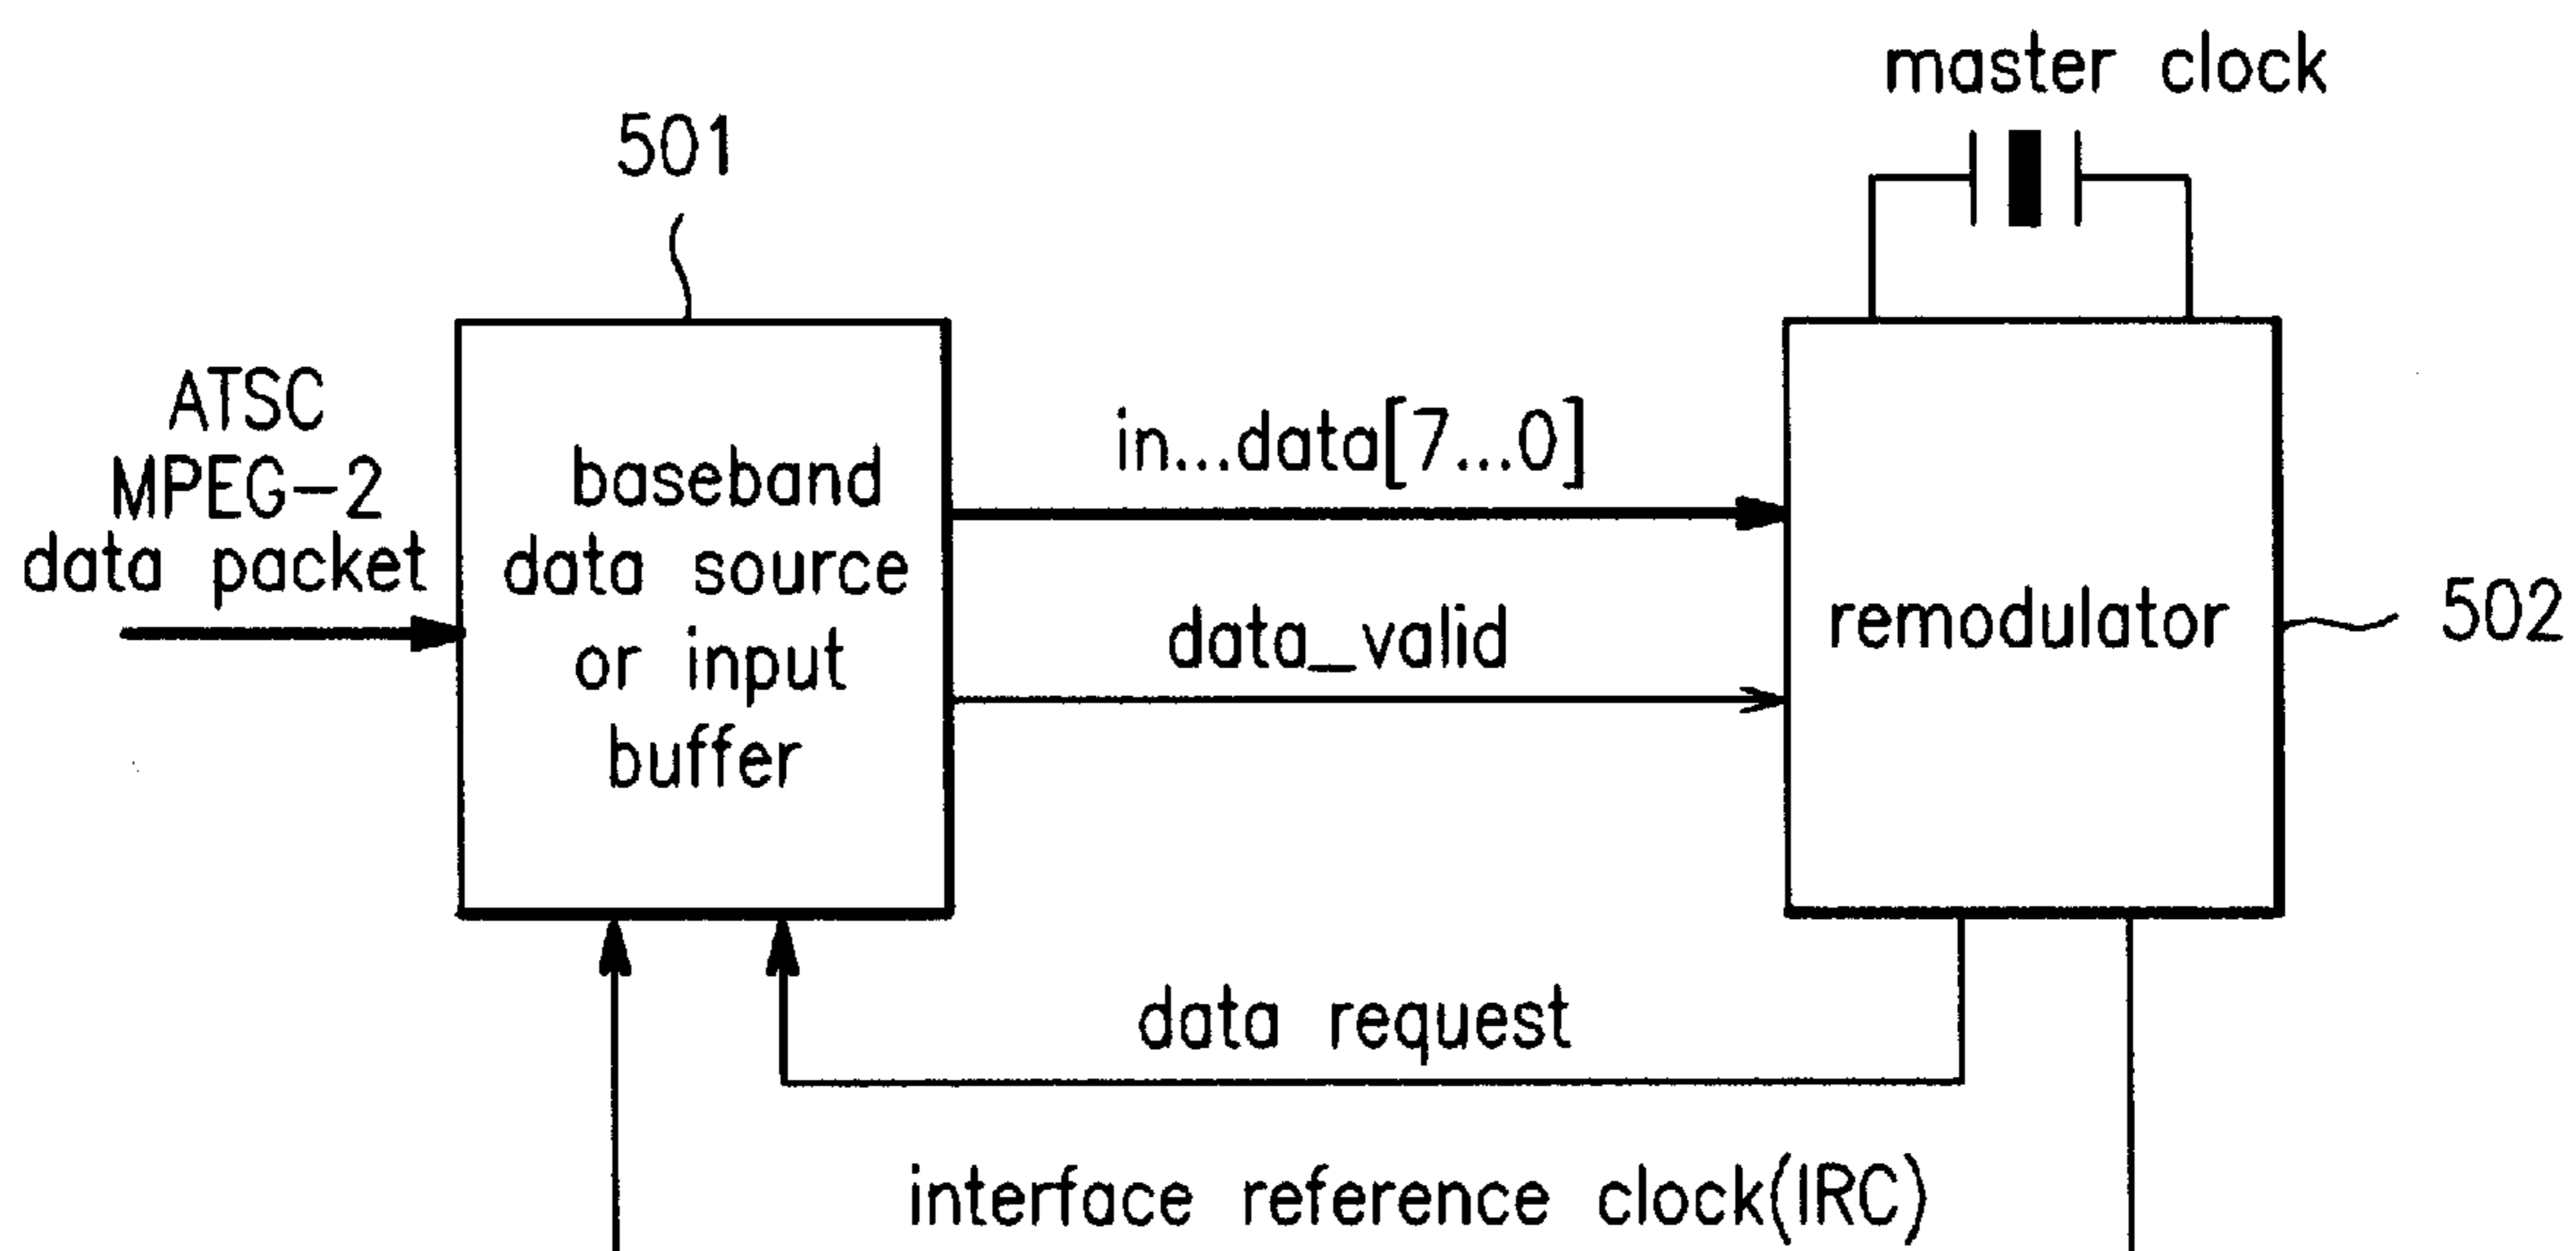 master clock
501
ATSC
MPEG-2
data packet
baseband
data source
or input
buffer
in...data[7...0]
data_valid
remodulator
502
data request
interface reference clock(IRC)